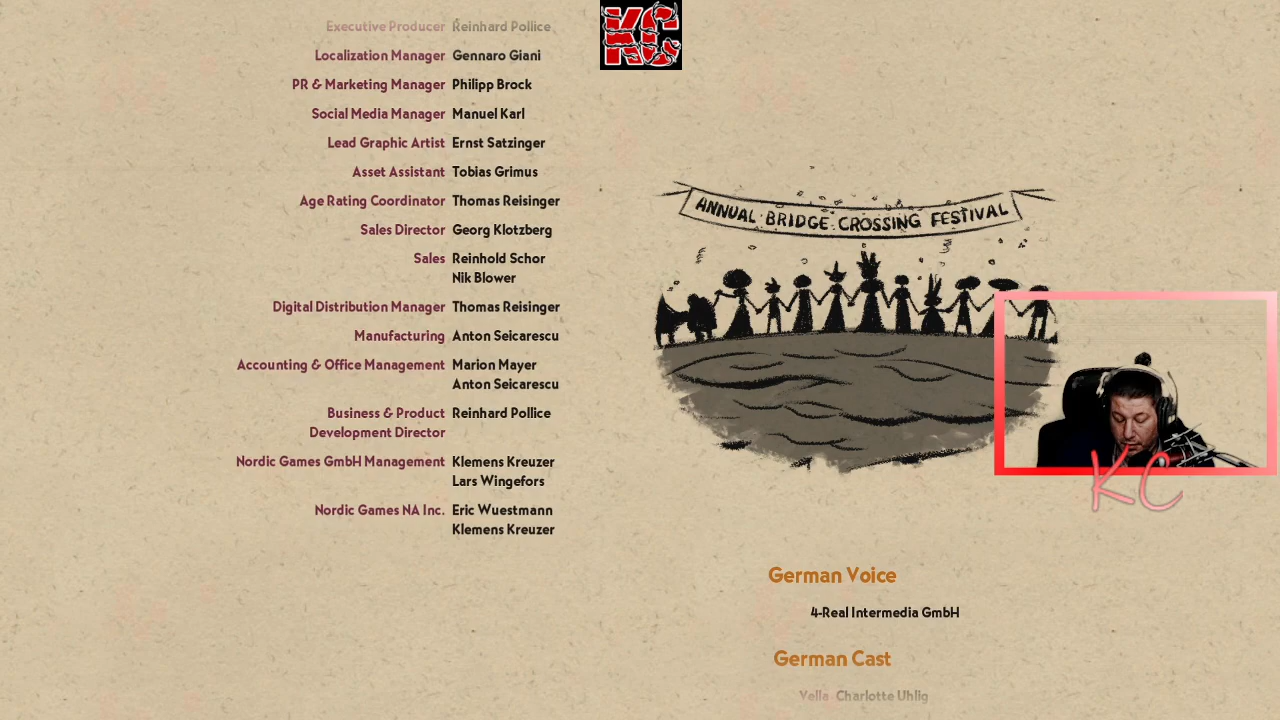 KC
Executive Producer Reinhard Pollice
Localization Manager Gennaro Giani
PR & Marketing Manager Philipp Brock
Social Media Manager Manuel Karl
Lead Graphic Artist Ernst Satzinger
Asset Assistant Tobias Grimus
Age Rating Coordinator Thomas Reisinger
Sales Director Georg Klotzberg
Sales Reinhold Schor
Nik Blower
Digital Distribution Manager Thomas Reisinger
Manufacturing Anton Seicarescu
Accounting & Office Management Marion Mayer
Anton Seicarescu
Business & Product Reinhard Pollice
Development Director
Nordic Games GmbH Management Klemens Kreuzer
Lars Wingefors
Nordic Games NA Inc. Eric Wuestmann
Klemens Kreuzer
ANNUAL BRIDGE CROSSING FESTIVAL
KC
German Voice
4-Real Intermedia GmbH
German Cast
Yella Charlotte Uhlig